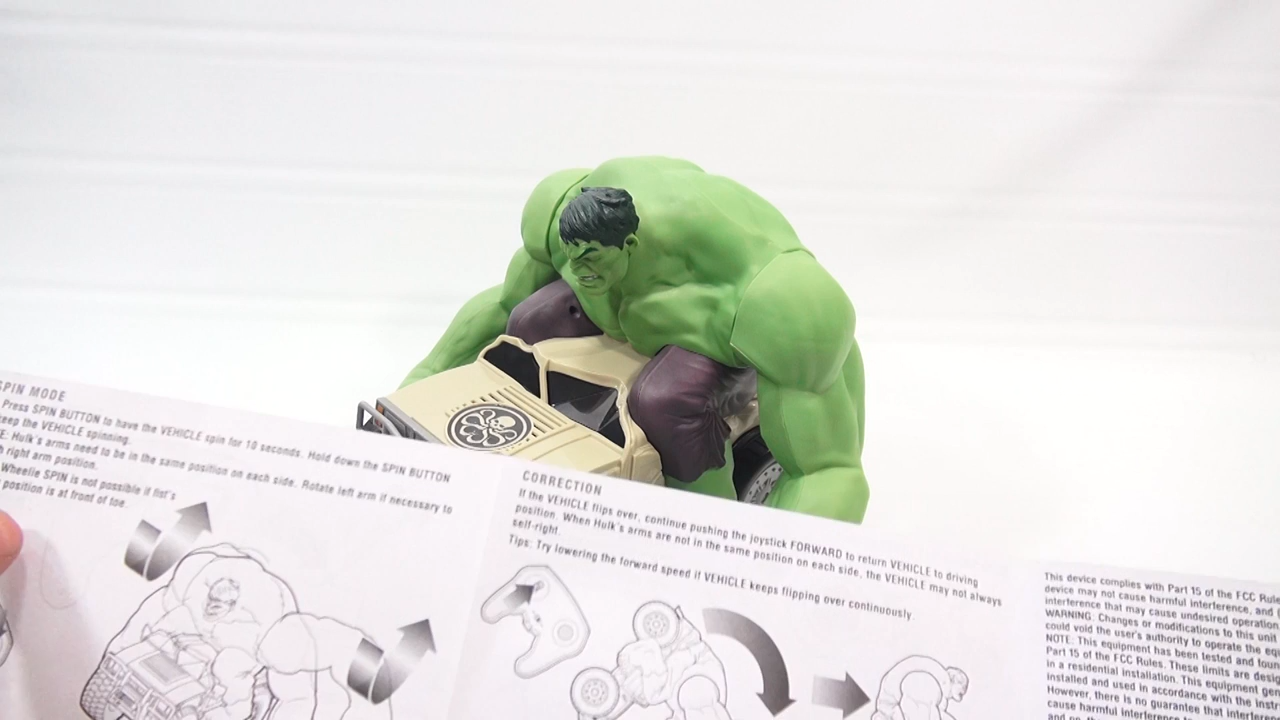 SPIN MODE
Press SPIN BUTTON to have the VEHICLE spin for 10 seconds. Hold down the SPIN BUTTON
keep the VEHICLE spinning.
E: Hulk's arms need to be in the same position on each side. Rotate left arm if necessary to
h right arm position.
Wheelie SPIN is not possible if fist's
position is at front of toe.
CORRECTION
If the VEHICLE flips over, continue pushing the joystick FORWARD to return VEHICLE to driving
position. When Hulk's arms are not in the same position on each side, the VEHICLE may not always
self-right.
Tips: Try lowering the forward speed if VEHICLE keeps flipping over continuously.
This device complies with Part 15 of the FCC Rule
device may not cause harmful interference, and (
interference that may cause undesired operation.
WARNING: Changes or modifications to this unit
could void the user's authority to operate the equ
NOTE: This equipment has been tested and foun
Part 15 of the FCC Rules. These limits are desig
in a residential installation. This equipment gen
installed and used in accordance with the instr
However, there is no guarantee that interfere
cause harmful interference to